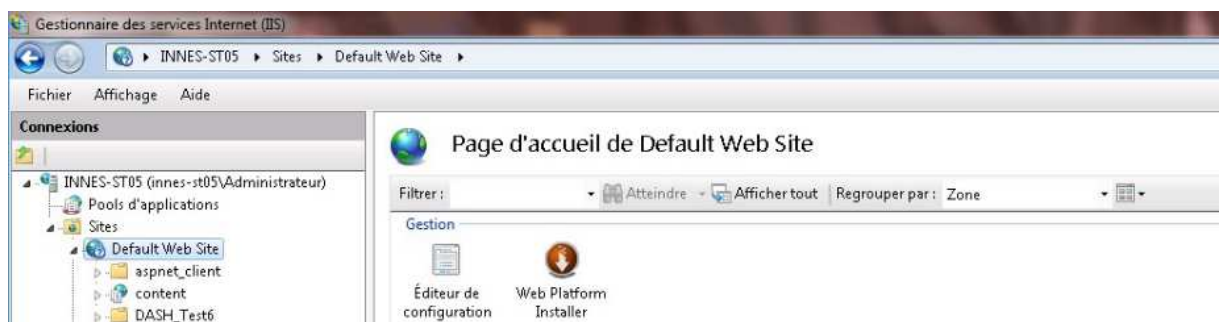 Gestionnaire des services Internet (IIS)
INNES-ST05 Sites Default Web Site
Fichier Affichage Aide
Connexions
INNES-ST05 (innes-st05\Administrateur)
Pools d'applications
Sites
Default Web Site
aspnet_client
content
DASH_Test6
Page d'accueil de Default Web Site
Filtrer : Atteindre Afficher tout Regrouper par : Zone
Gestion
Éditeur de configuration
Web Platform Installer